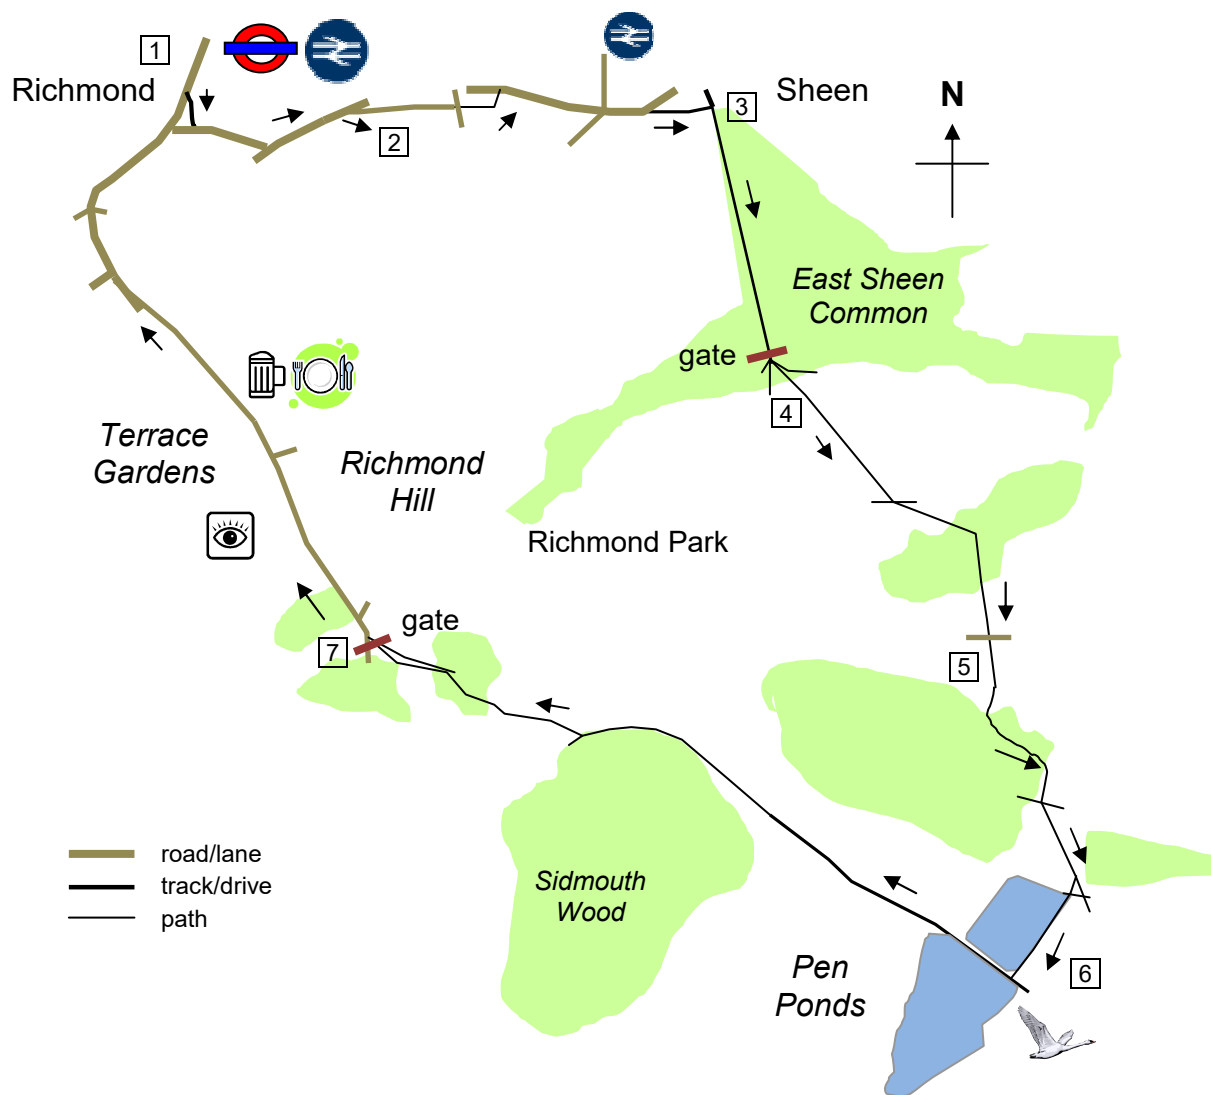 1
Richmond
2
3
Sheen
N
East Sheen
Common
gate
4
Terrace
Gardens
Richmond
Hill
Richmond Park
gate
7
5
road/lane
track/drive
path
Sidmouth
Wood
Pen
Ponds
6